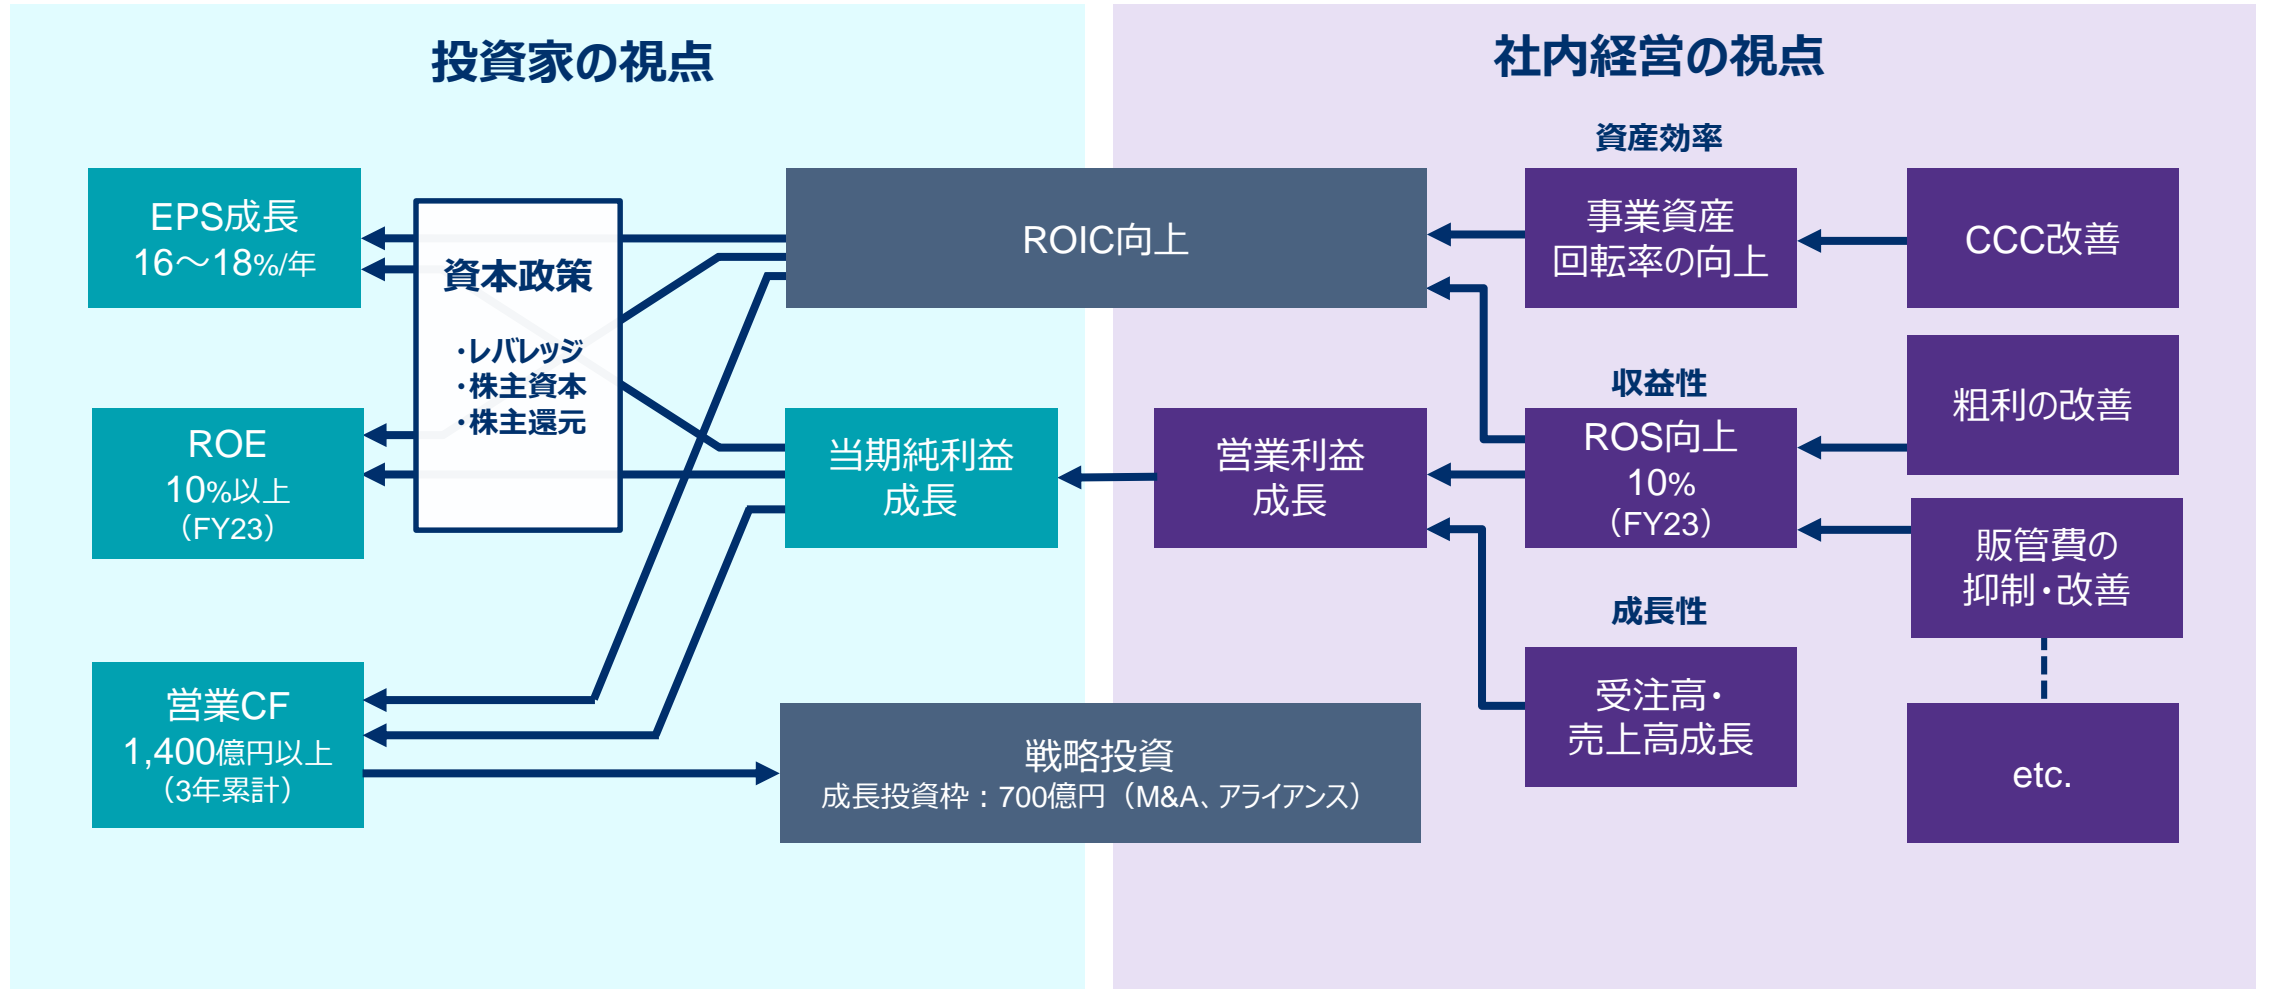 投資家の視点
EPS成長
16～18%/年
資本政策
・レバレッジ
・株主資本
・株主還元
ROE
10%以上
（FY23）
営業CF
1,400億円以上
（3年累計）
ROIC向上
当期純利益
成長
戦略投資
成長投資枠：700億円（M&A、アライアンス）
社内経営の視点
営業利益
成長
資産効率
事業資産
回転率の向上
収益性
ROS向上
10%
（FY23）
成長性
受注高・
売上高成長
CCC改善
粗利の改善
販管費の
抑制・改善
etc.